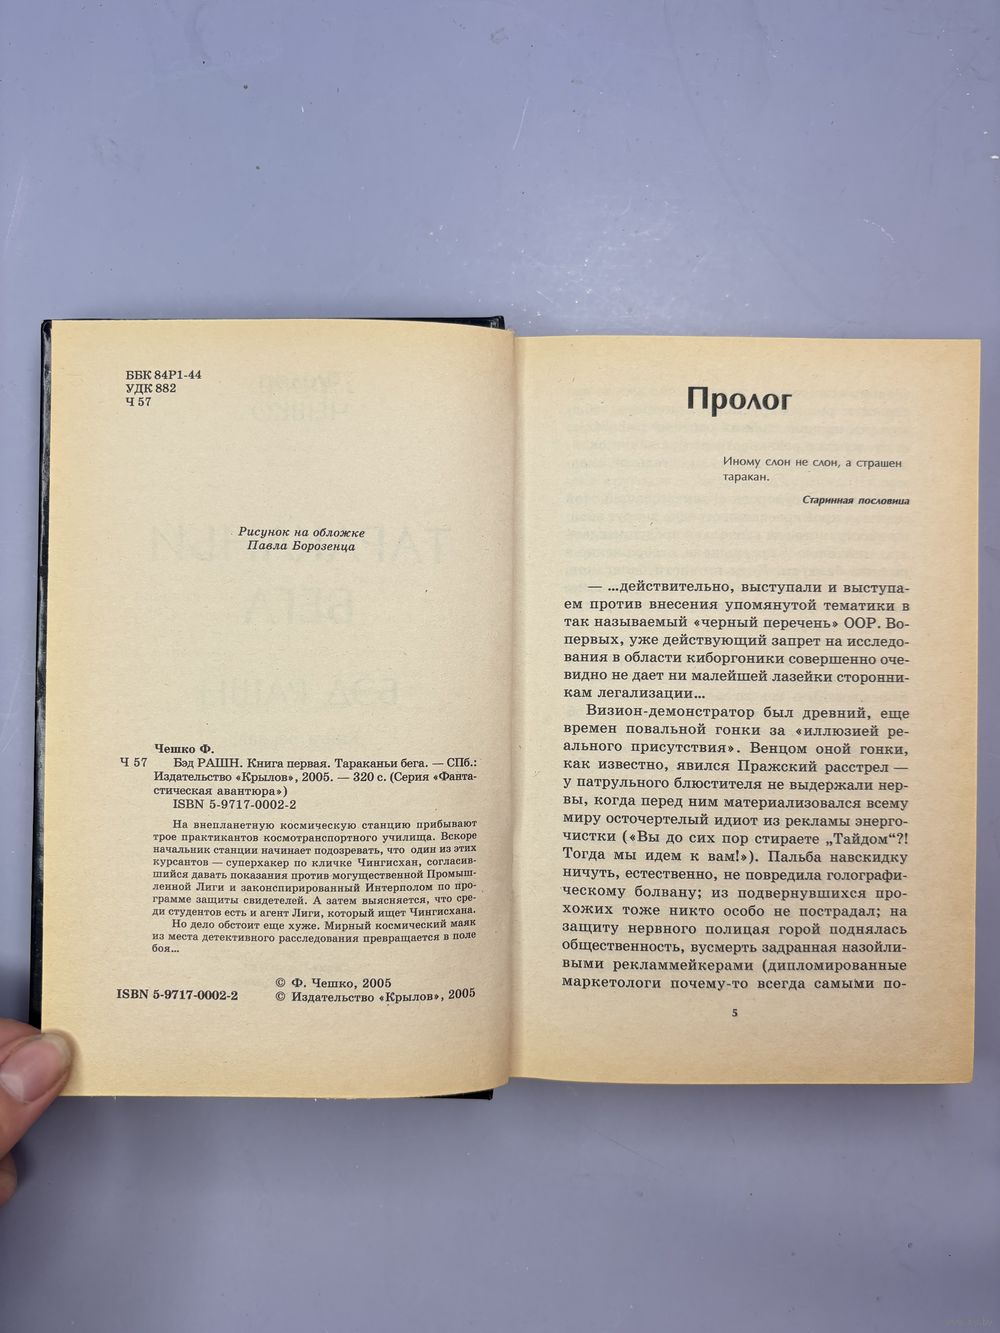 ББК 84Р1-44
УДК 882
Ч 57
Рисунок на обложке
Павла Борозенца
Чешко Ф.
Ч 57 Бэд РАШН. Книга первая. Тараканьи бега. — СПб.:
Издательство «Крылов», 2005. — 320 с. (Серия «Фанта-
стическая авантюра»)
ISBN 5-9717-0002-2
На внепланетную космическую станцию прибывают
трое практикантов космотранспортного училища. Вскоре
начальник станции начинает подозревать, что один из этих
курсантов — суперхакер по кличке Чингисхан, согласив-
шийся давать показания против могущественной Промыш-
ленной Лиги и законспирированный Интерполом по про-
грамме защиты свидетелей. А затем выясняется, что сре-
ди студентов есть и агент Лиги, который ищет Чингисхана.
Но дело обстоит еще хуже. Мирный космический маяк
из места детективного расследования превращается в поле
боя...
© Ф. Чешко, 2005
ISBN 5-9717-0002-2 © Издательство «Крылов», 2005
Пролог
Иному слон не слон, а страшен
таракан.
Старинная пословица
— ...действительно, выступали и выступа-
ем против внесения упомянутой тематики в
так называемый «черный перечень» ООР. Во-
первых, уже действующий запрет на исследо-
вания в области киборгоники совершенно оче-
видно не дает ни малейшей лазейки сторонни-
кам легализации...
Визион-демонстратор был древний, еще
времен повальной гонки за «иллюзией ре-
ального присутствия». Венцом оной гонки,
как известно, явился Пражский расстрел —
у патрульного блюстителя не выдержали нер-
вы, когда перед ним материализовался всему
миру осточертелый идиот из рекламы энерго-
чистки («Вы до сих пор стираете „Тайдом“?!
Тогда мы идем к вам!»). Пальба навскидку
ничуть, естественно, не повредила голографи-
ческому болвану; из подвернувшихся про-
хожих тоже никто особо не пострадал; на
защиту нервного полицая горой поднялась
общественность, вусмерть задранная назойли-
выми рекламмейкерами (дипломированные
маркетологи почему-то всегда самыми по-
5